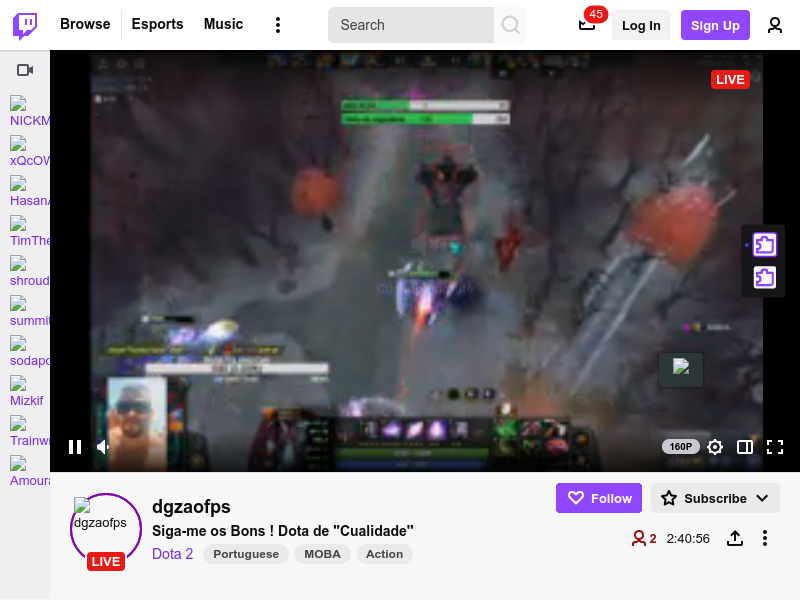 Browse
Esports
Music
Search
45
Log In
Sign Up
NICKM
xQcOW
HasanA
TimThe
shroud
summit
sodapo
Mizkif
Trainw
Amoura
LIVE
160P
dgzaofps
LIVE
dgzaofps
Siga-me os Bons ! Dota de "Cualidade"
Dota 2
Portuguese
MOBA
Action
Follow
Subscribe
2
2:40:56